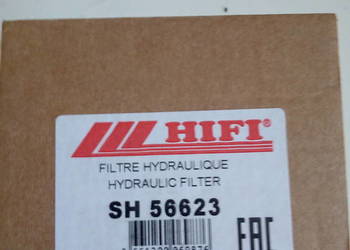 HIFI®
FILTRE HYDRAULIQUE
HYDRAULIC FILTER
SH 56623
EAC